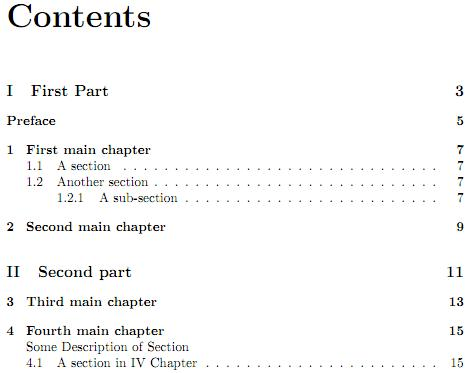 Contents
I First Part 3
Preface 5
1 First main chapter 7
1.1 A section . . . . . . . . . . . . . . . . . . . . . . . . . . . . . . . 7
1.2 Another section . . . . . . . . . . . . . . . . . . . . . . . . . . . . 7
1.2.1 A sub-section . . . . . . . . . . . . . . . . . . . . . . . . . 7
2 Second main chapter 9
II Second part 11
3 Third main chapter 13
4 Fourth main chapter 15
Some Description of Section
4.1 A section in IV Chapter . . . . . . . . . . . . . . . . . . . . . . . 15